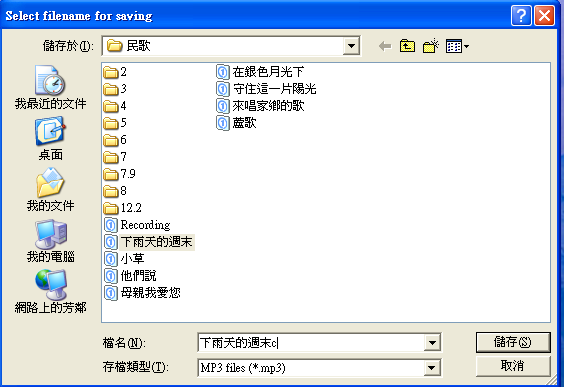 Select filename for saving
儲存於(I):
民歌
我最近的文件
桌面
我的文件
我的電腦
網路上的芳鄰
2
3
4
5
6
7
7.9
8
12.2
Recording
下雨天的週末
小草
他們說
母親我愛您
在銀色月光下
守住這一片陽光
來唱家鄉的歌
蘆歌
檔名(N):
下雨天的週末c
儲存(S)
存檔類型(T):
MP3 files (*.mp3)
取消